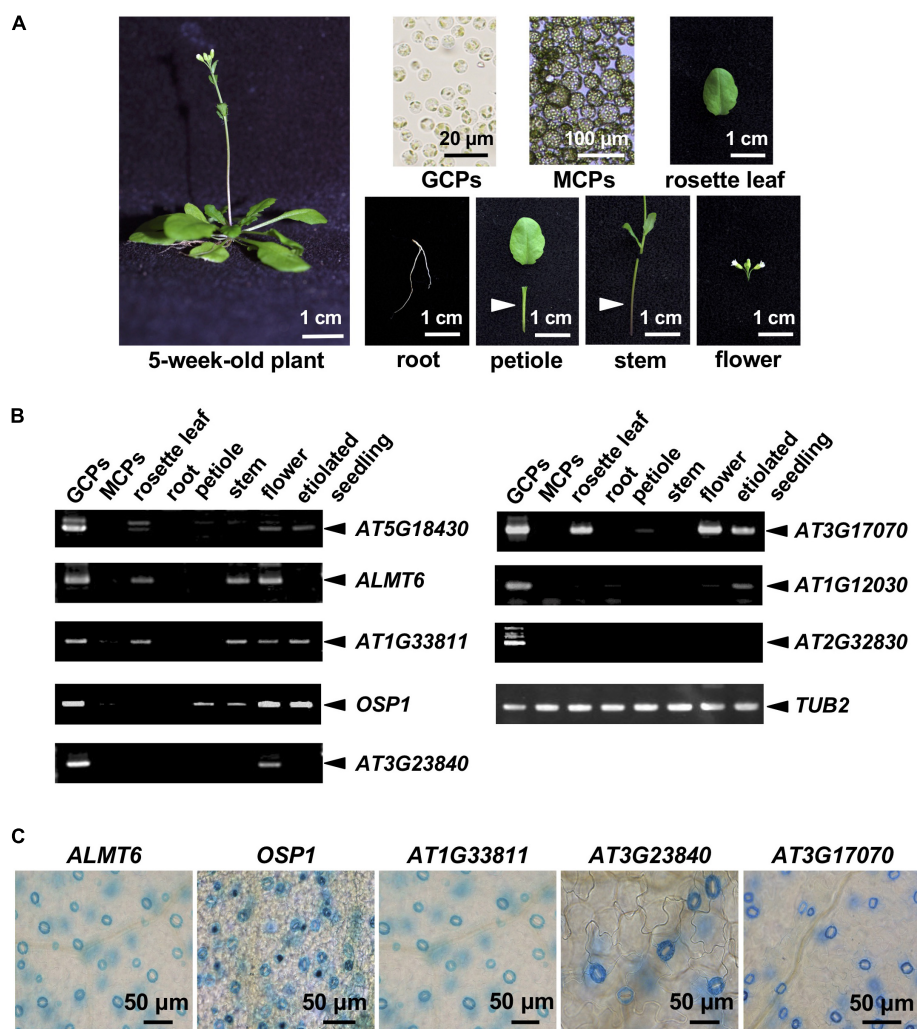 A
20 µm
100 µm
1 cm
GCPs
MCPs
rosette leaf
1 cm
1 cm
1 cm
1 cm
1 cm
5-week-old plant
root
petiole
stem
flower
B
GCPs
MCPs
rosette leaf
root
petiole
stem
flower
etiolated
seedling
AT5G18430
ALMT6
AT1G33811
OSP1
AT3G23840
GCPs
MCPs
rosette leaf
root
petiole
stem
flower
etiolated
seedling
AT3G17070
AT1G12030
AT2G32830
TUB2
C
ALMT6
OSP1
AT1G33811
AT3G23840
AT3G17070
50 µm
50 µm
50 µm
50 µm
50 µm